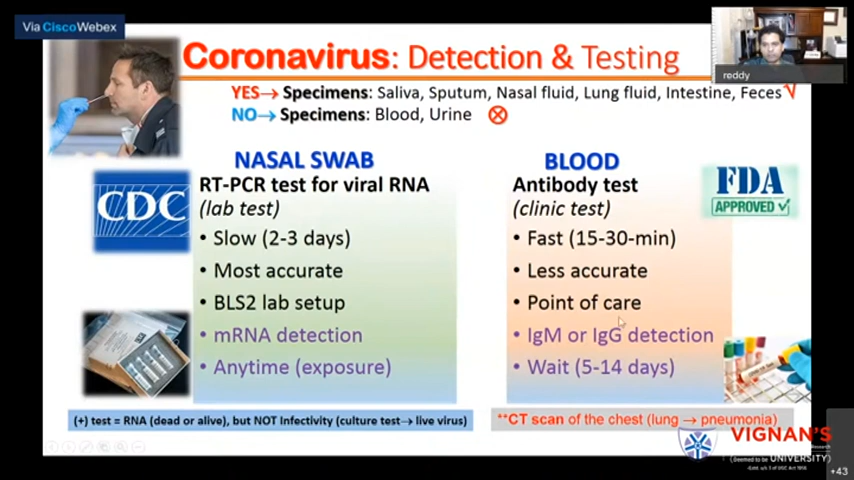 Via CiscoWebex
Coronavirus: Detection & Testing
reddy
YES→ Specimens: Saliva, Sputum, Nasal fluid, Lung fluid, Intestine, Feces √
NO→ Specimens: Blood, Urine ⊗
NASAL SWAB
RT-PCR test for viral RNA
(lab test)
• Slow (2-3 days)
• Most accurate
• BLS2 lab setup
• mRNA detection
• Anytime (exposure)
BLOOD
Antibody test
(clinic test)
• Fast (15-30-min)
• Less accurate
• Point of care
• IgM or IgG detection
• Wait (5-14 days)
CDC
FDA
APPROVED
(+) test = RNA (dead or alive), but NOT Infectivity (culture test→ live virus)
**CT scan of the chest (lung → pneumonia)
VIGNAN'S
(Deemed to be UNIVERSITY)
+43